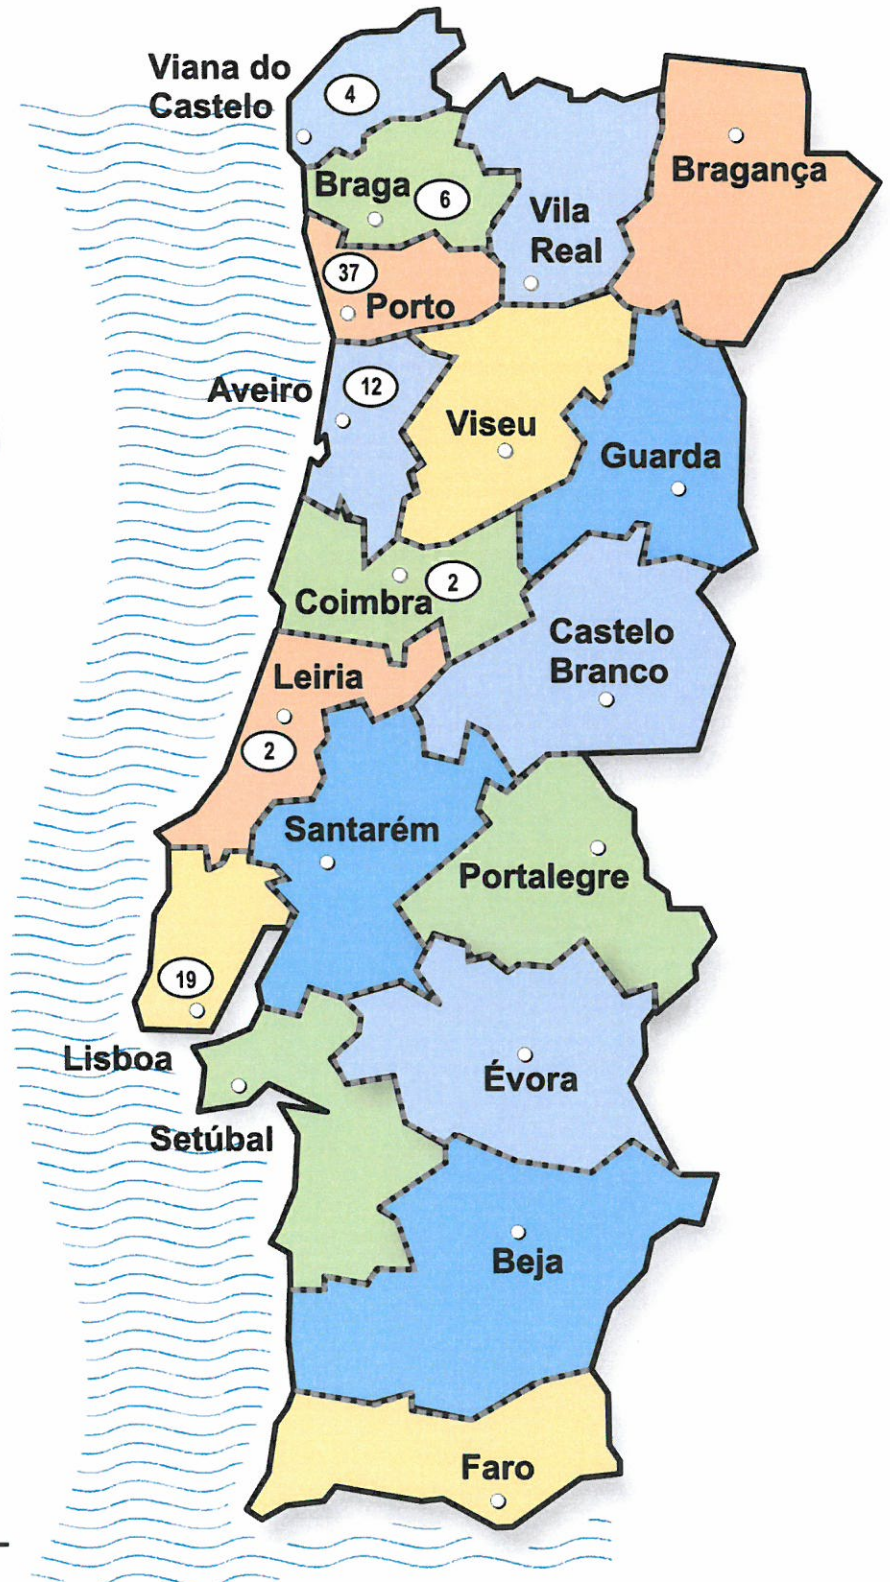 Viana do
Castelo
4
Bragança
Braga
6
Vila
Real
37
Porto
Aveiro
12
Viseu
Guarda
Coimbra
2
Castelo
Branco
Leiria
2
Santarém
Portalegre
19
Lisboa
Évora
Setúbal
Beja
Faro